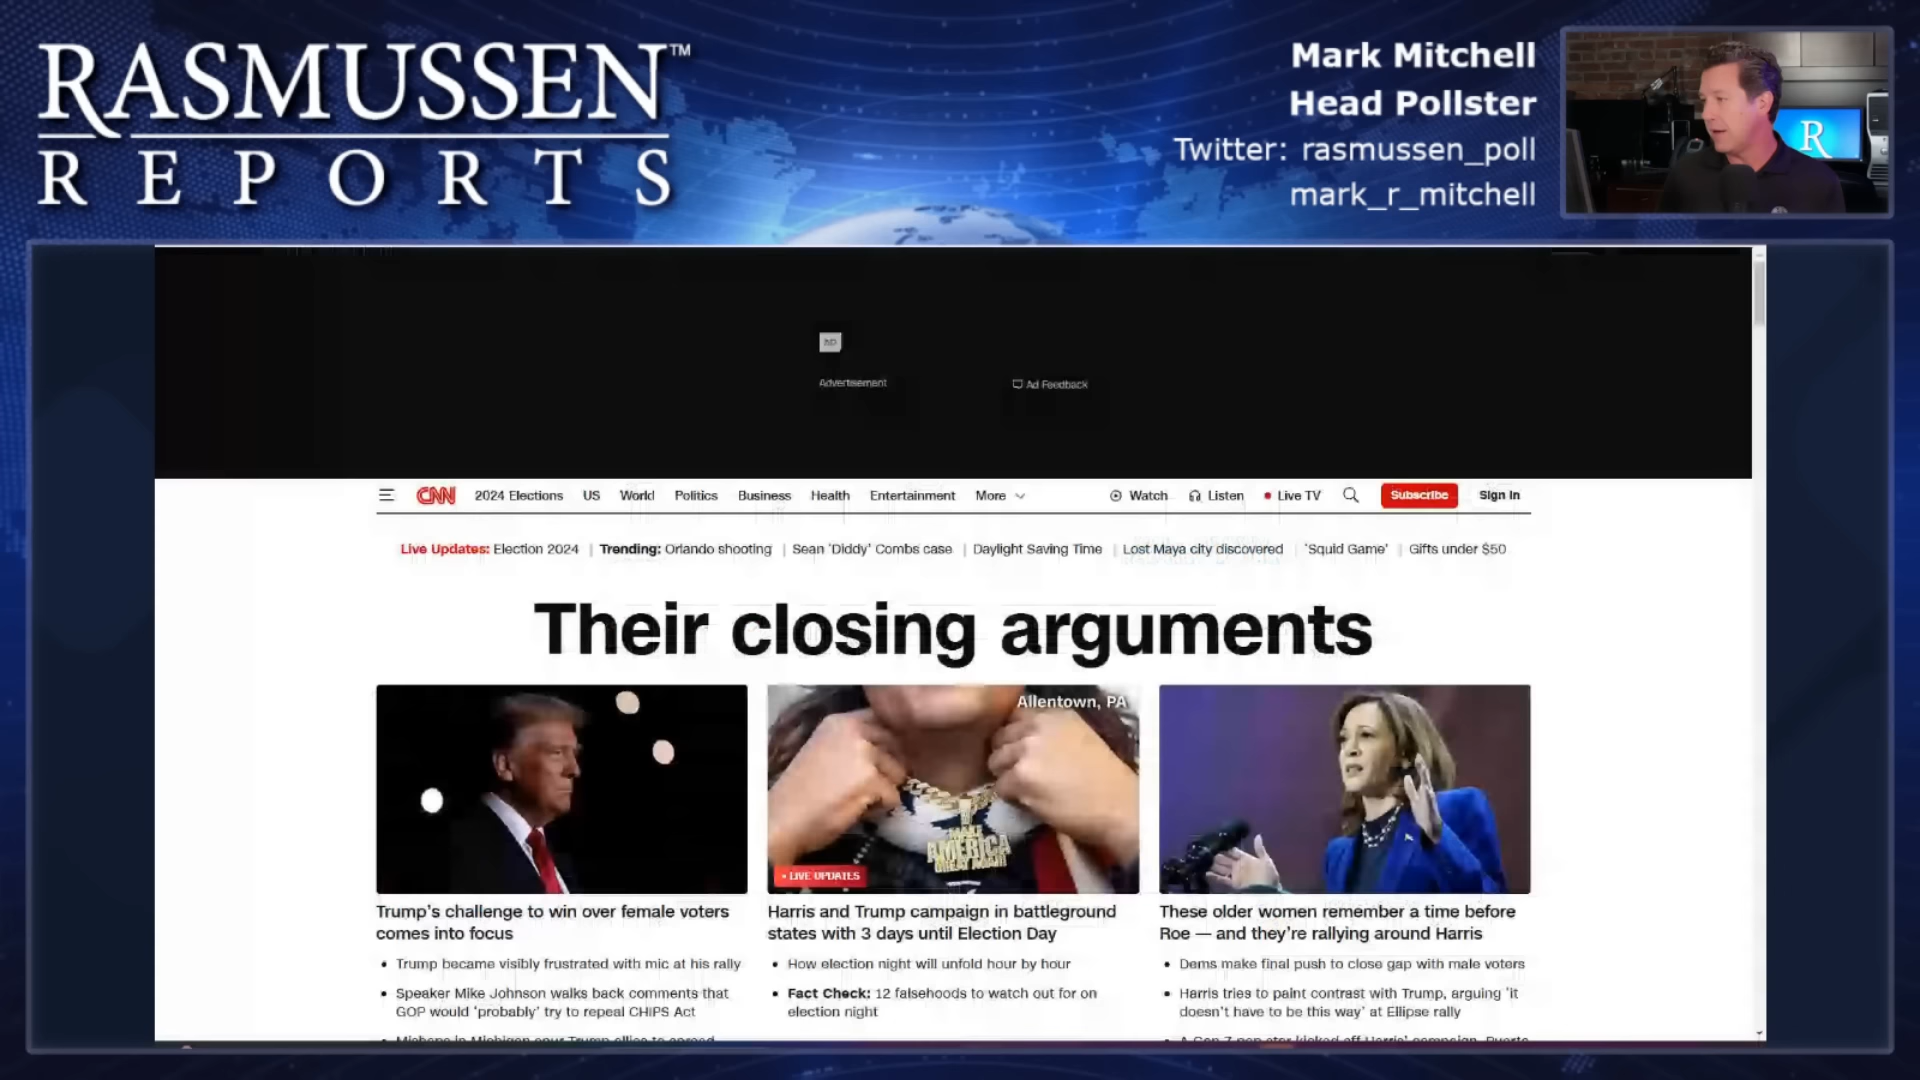 RASMUSSEN™
REPORTS
Mark Mitchell
Head Pollster
Twitter: rasmussen_poll
mark_r_mitchell
R
AD
Advertisement
Ad Feedback
CNN 2024 Elections US World Politics Business Health Entertainment More Watch Listen Live TV Subscribe Sign in
Live Updates: Election 2024 | Trending: Orlando shooting | Sean 'Diddy' Combs case | Daylight Saving Time | Lost Maya city discovered | 'Squid Game' | Gifts under $50
Their closing arguments
Allentown, PA
AMERICA
GREAT AGAIN
• LIVE UPDATES
Trump's challenge to win over female voters
comes into focus
• Trump became visibly frustrated with mic at his rally
• Speaker Mike Johnson walks back comments that
GOP would 'probably' try to repeal CHIPS Act
Harris and Trump campaign in battleground
states with 3 days until Election Day
• How election night will unfold hour by hour
• Fact Check: 12 falsehoods to watch out for on
election night
These older women remember a time before
Roe — and they're rallying around Harris
• Dems make final push to close gap with male voters
• Harris tries to paint contrast with Trump, arguing 'it
doesn't have to be this way' at Ellipse rally